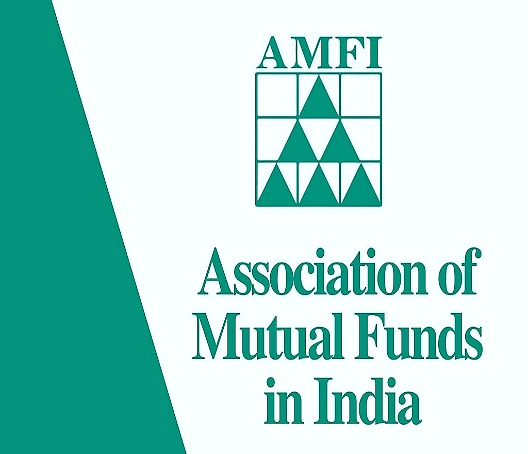 AMFI
Association of
Mutual Funds
in India